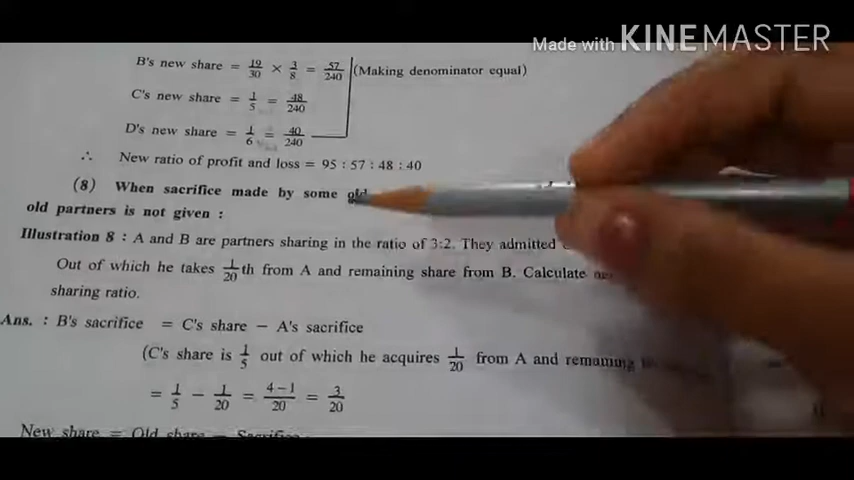 Made with KINEMASTER
B's new share = 19/30 × 3/8 = 57/240 (Making denominator equal)
C's new share = 1/5 = 48/240
D's new share = 1/6 = 40/240
∴ New ratio of profit and loss = 95 : 57 : 48 : 40
(8) When sacrifice made by some old
old partners is not given :
Illustration 8 : A and B are partners sharing in the ratio of 3:2. They admitted
Out of which he takes 1/20 th from A and remaining share from B. Calculate
sharing ratio.
Ans. : B's sacrifice = C's share − A's sacrifice
(C's share is 1/5 out of which he acquires 1/20 from A and remaining
= 1/5 − 1/20 = 4−1/20 = 3/20
New share = Old share − Sacrifice